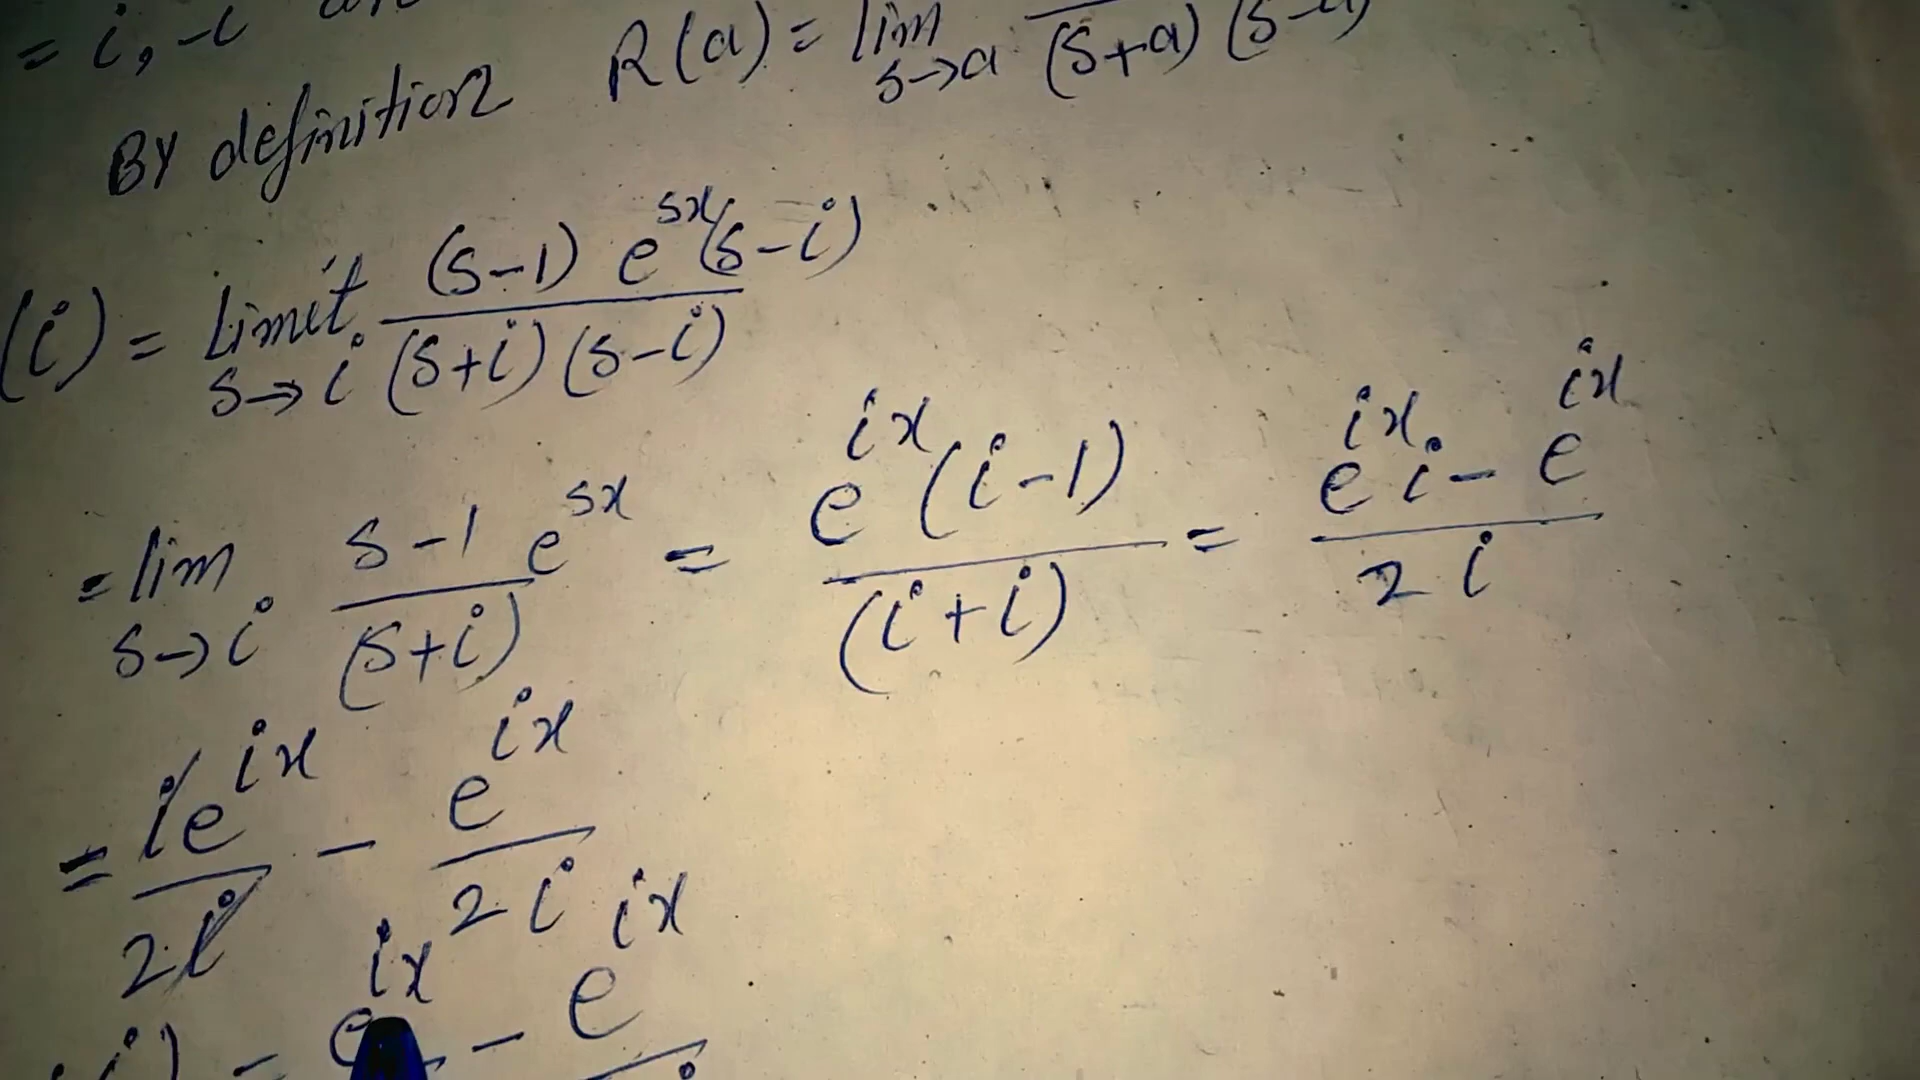 = i, -i
By definition R(a) = lim s→a (s+a) (s-a)
(i) = Limit s→i (s-1) e^sx (s-i) / (s+i) (s-i)
= lim s→i s-1 e^sx / (s+i) = e^ix (i-1) / (i+i) = e^ix i - e^ix / 2i
= ie^ix / 2i - e^ix / 2i
i) = e^ix - e^ix